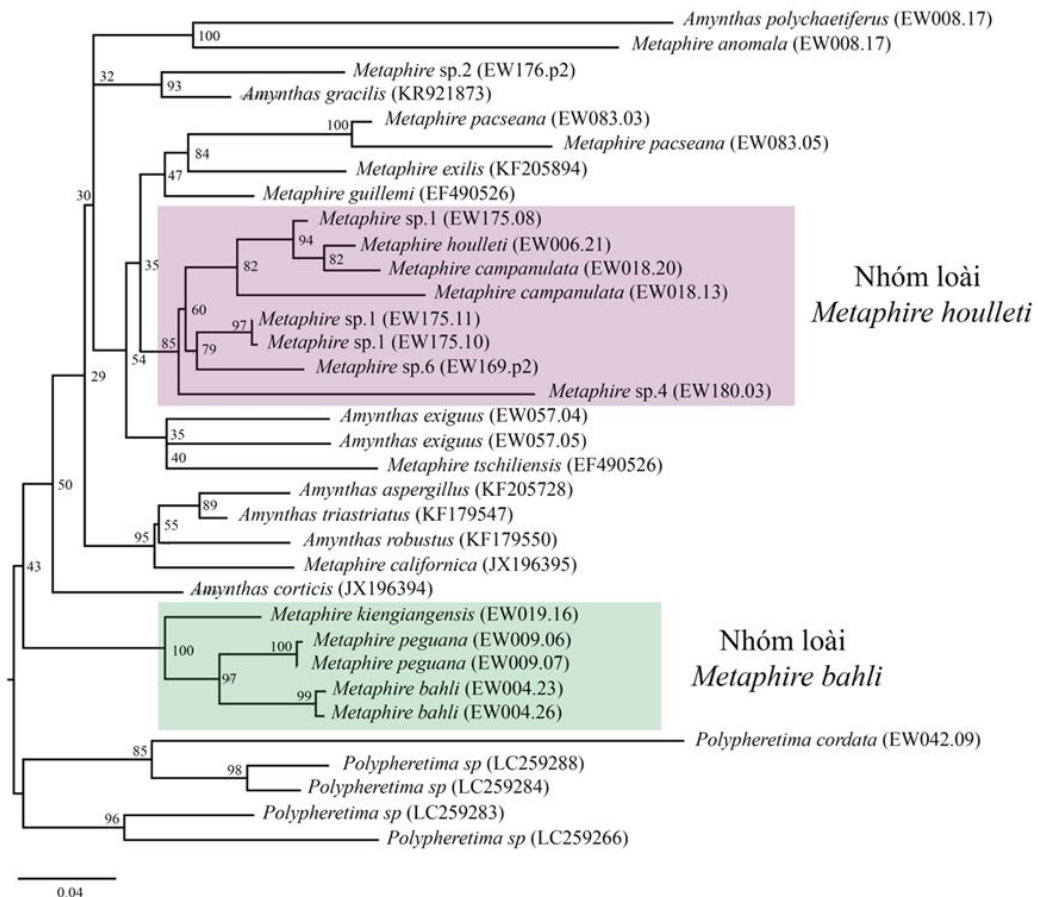 Amynthas polychaetiferus (EW008.17)
100
Metaphire anomala (EW008.17)
32
Metaphire sp.2 (EW176.p2)
93
Amynthas gracilis (KR921873)
100
Metaphire pacseana (EW083.03)
Metaphire pacseana (EW083.05)
84
47
Metaphire exilis (KF205894)
30
Metaphire guillemi (EF490526)
Metaphire sp.1 (EW175.08)
94
Metaphire houlleti (EW006.21)
82
35
82
Metaphire campanulata (EW018.20)
Metaphire campanulata (EW018.13)
Nhóm loài
Metaphire houlleti
60
97
Metaphire sp.1 (EW175.11)
85
79
Metaphire sp.1 (EW175.10)
54
Metaphire sp.6 (EW169.p2)
29
Metaphire sp.4 (EW180.03)
Amynthas exiguus (EW057.04)
35
Amynthas exiguus (EW057.05)
40
Metaphire tschiliensis (EF490526)
50
Amynthas aspergillus (KF205728)
89
Amynthas triastriatus (KF179547)
55
95
Amynthas robustus (KF179550)
43
Metaphire californica (JX196395)
Amynthas corticis (JX196394)
Metaphire kiengiangensis (EW019.16)
100
100
Metaphire peguana (EW009.06)
Metaphire peguana (EW009.07)
97
99
Metaphire bahli (EW004.23)
Metaphire bahli (EW004.26)
Nhóm loài
Metaphire bahli
85
Polypheretima cordata (EW042.09)
98
Polypheretima sp (LC259288)
Polypheretima sp (LC259284)
96
Polypheretima sp (LC259283)
Polypheretima sp (LC259266)
0.04